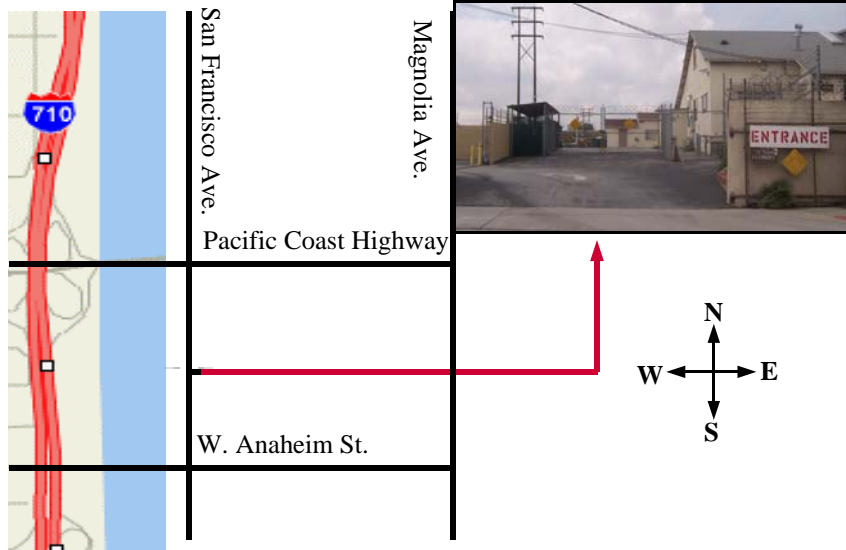 San Francisco Ave.
Magnolia Ave.
710
ENTRANCE
Pacific Coast Highway
N
W
E
S
W. Anaheim St.